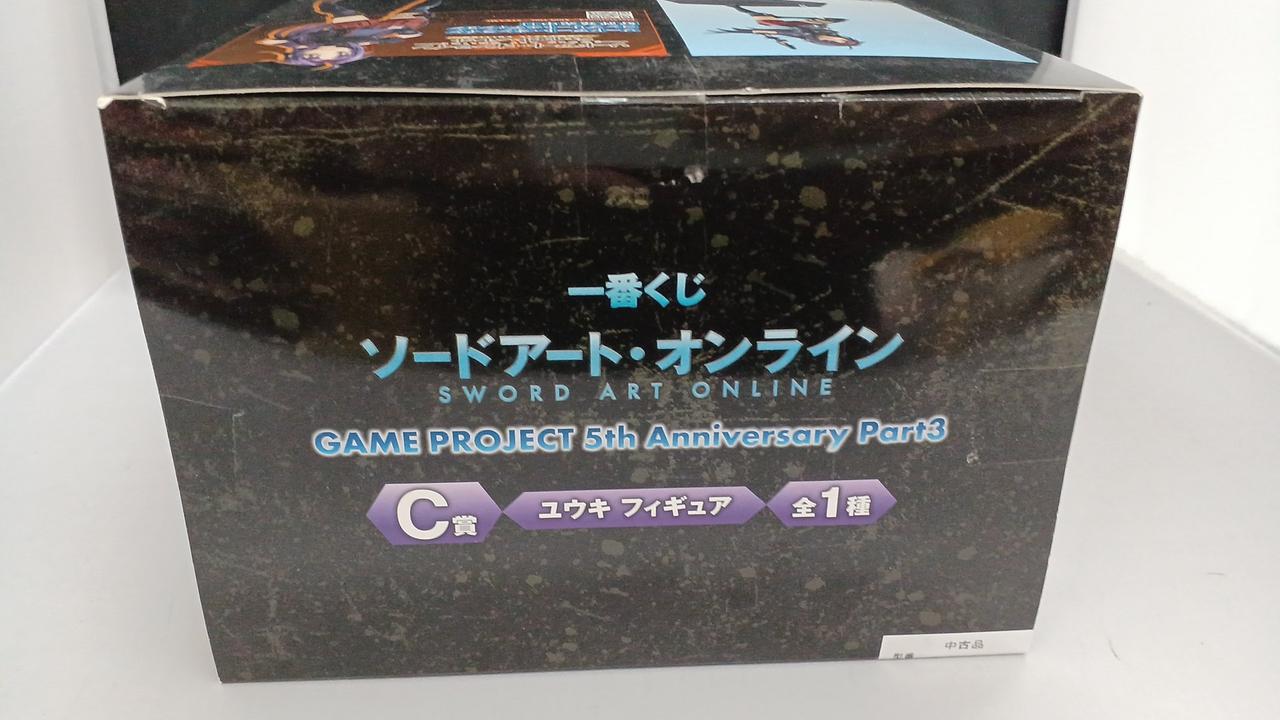 一番くじ
ソードアート・オンライン
SWORD ART ONLINE
GAME PROJECT 5th Anniversary Part3
C賞 ユウキ フィギュア 全1種
中古品
型番